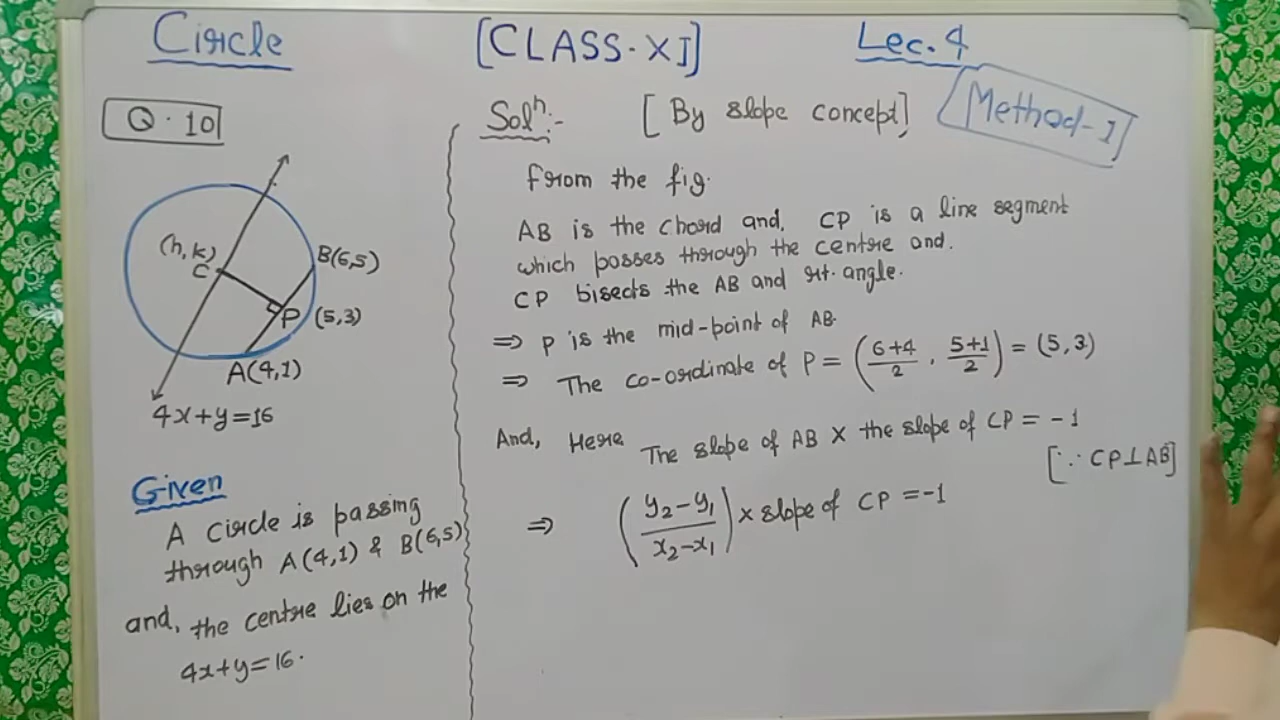 Circle [CLASS-XI] Lec. 4
Q. 10
(h, k)
C
B(6,5)
P (5,3)
A(4,1)
4x+y=16
Given
A circle is passing
through A(4,1) & B(6,5)
and, the centre lies on the
4x+y=16.
Solⁿ:- [By slope concept] Method-I
from the fig.
AB is the chord and, CP is a line segment
which posses through the centre and.
CP bisects the AB and rt. angle.
⇒ P is the mid-point of AB.
⇒ The co-ordinate of P = ((6+4)/2, (5+1)/2) = (5,3)
And, Here The slope of AB × the slope of CP = -1
[∵ CP⊥AB]
⇒ ((y₂-y₁)/(x₂-x₁)) × slope of CP = -1